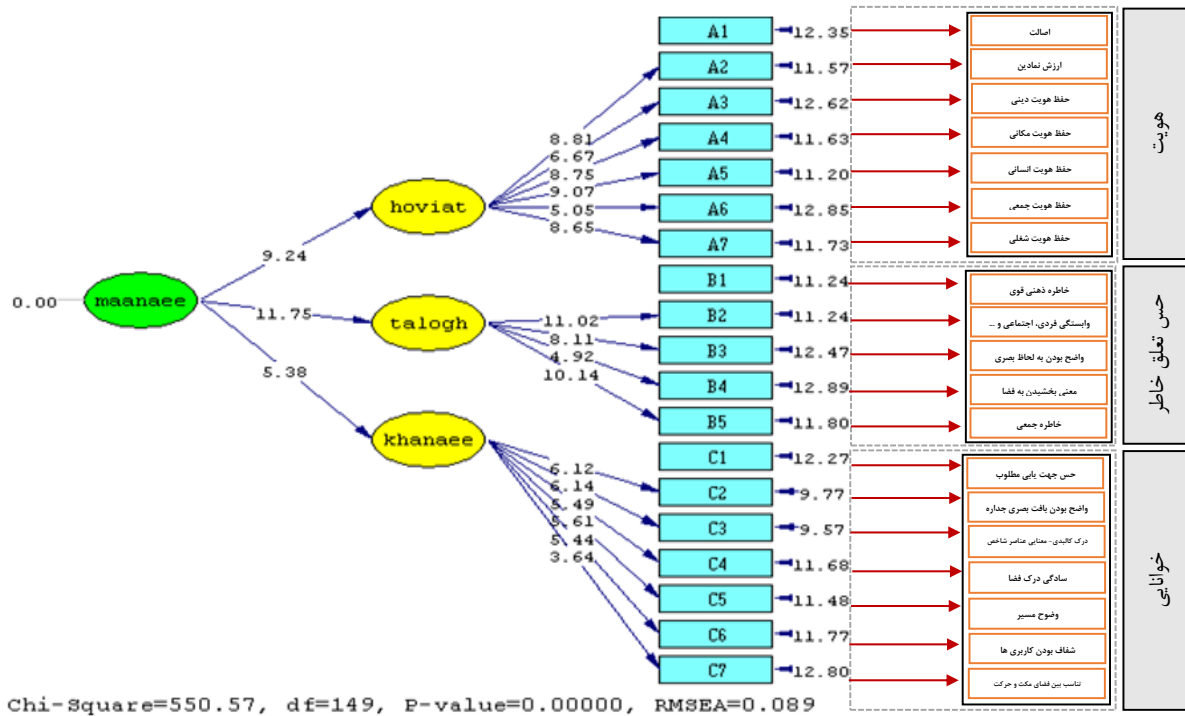 A1
12.35
اصالت
A2
11.57
ارزش نمادین
A3
12.62
حفظ هویت دینی
A4
11.63
حفظ هویت مکانی
A5
11.20
حفظ هویت انسانی
A6
12.85
حفظ هویت جمعی
A7
11.73
حفظ هویت شغلی
هویت
8.81
6.67
8.75
9.07
5.05
8.65
hoviat
9.24
0.00
maanaee
11.75
5.38
talogh
11.02
8.11
4.92
10.14
B1
11.24
خاطره ذهنی قوی
B2
11.24
وابستگی فردی، اجتماعی و ...
B3
12.47
واضح بودن به لحاظ بصری
B4
12.89
معنی بخشیدن به فضا
B5
11.80
خاطره جمعی
حس تعلق خاطر
khanaee
6.12
6.14
5.49
5.61
5.44
3.64
C1
12.27
حس جهت یابی مطلوب
C2
9.77
واضح بودن بافت بصری جداره
C3
9.57
درک کالبدی- معنایی عناصر شاخص
C4
11.68
سادگی درک فضا
C5
11.48
وضوح مسیر
C6
11.77
شفاف بودن کاربری ها
C7
12.80
تناسب بین فضای مکث و حرکت
خوانایی
Chi-Square=550.57, df=149, P-value=0.00000, RMSEA=0.089